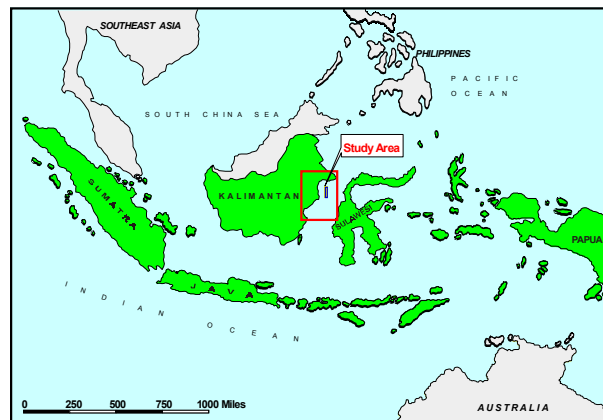 SOUTHEAST ASIA
PHILIPPINES
PACIFIC
OCEAN
SOUTH CHINA SEA
Study Area
SUMATRA
KALIMANTAN
SULAWESI
PAPUA
JAVA
INDIAN OCEAN
0 250 500 750 1000 Miles
AUSTRALIA